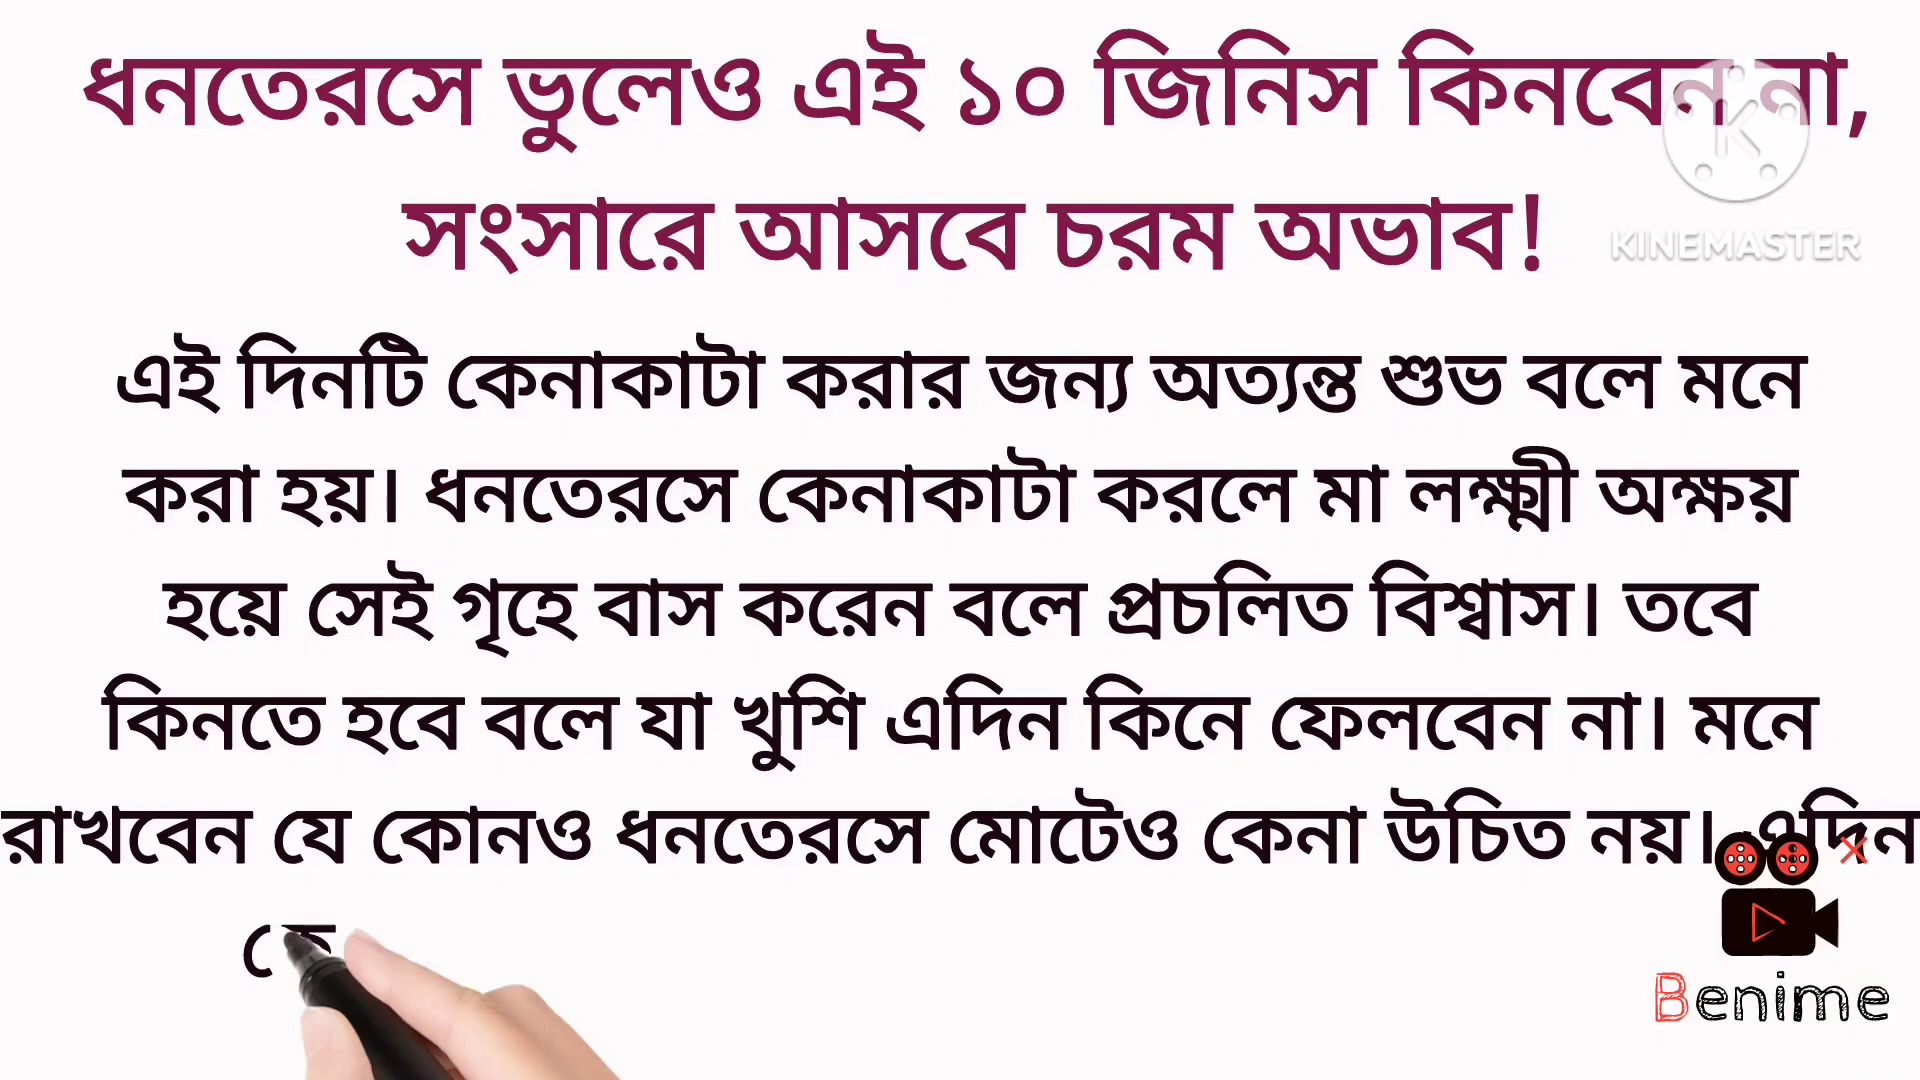 ধনতেরসে ভুলেও এই ১০ জিনিস কিনবেন না,
সংসারে আসবে চরম অভাব!
KINEMASTER
এই দিনটি কেনাকাটা করার জন্য অত্যন্ত শুভ বলে মনে
করা হয়। ধনতেরসে কেনাকাটা করলে মা লক্ষ্মী অক্ষয়
হয়ে সেই গৃহে বাস করেন বলে প্রচলিত বিশ্বাস। তবে
কিনতে হবে বলে যা খুশি এদিন কিনে ফেলবেন না। মনে
রাখবেন যে কোনও ধনতেরসে মোটেও কেনা উচিত নয়। এদিন
Benime